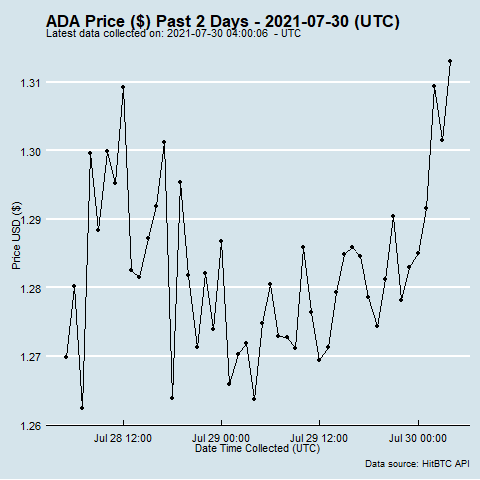 ADA Price ($) Past 2 Days - 2021-07-30 (UTC)
Latest data collected on: 2021-07-30 04:00:06 - UTC
Price USD ($)
1.31
1.30
1.29
1.28
1.27
1.26
Jul 28 12:00 Jul 29 00:00 Jul 29 12:00 Jul 30 00:00
Date Time Collected (UTC)
Data source: HitBTC API